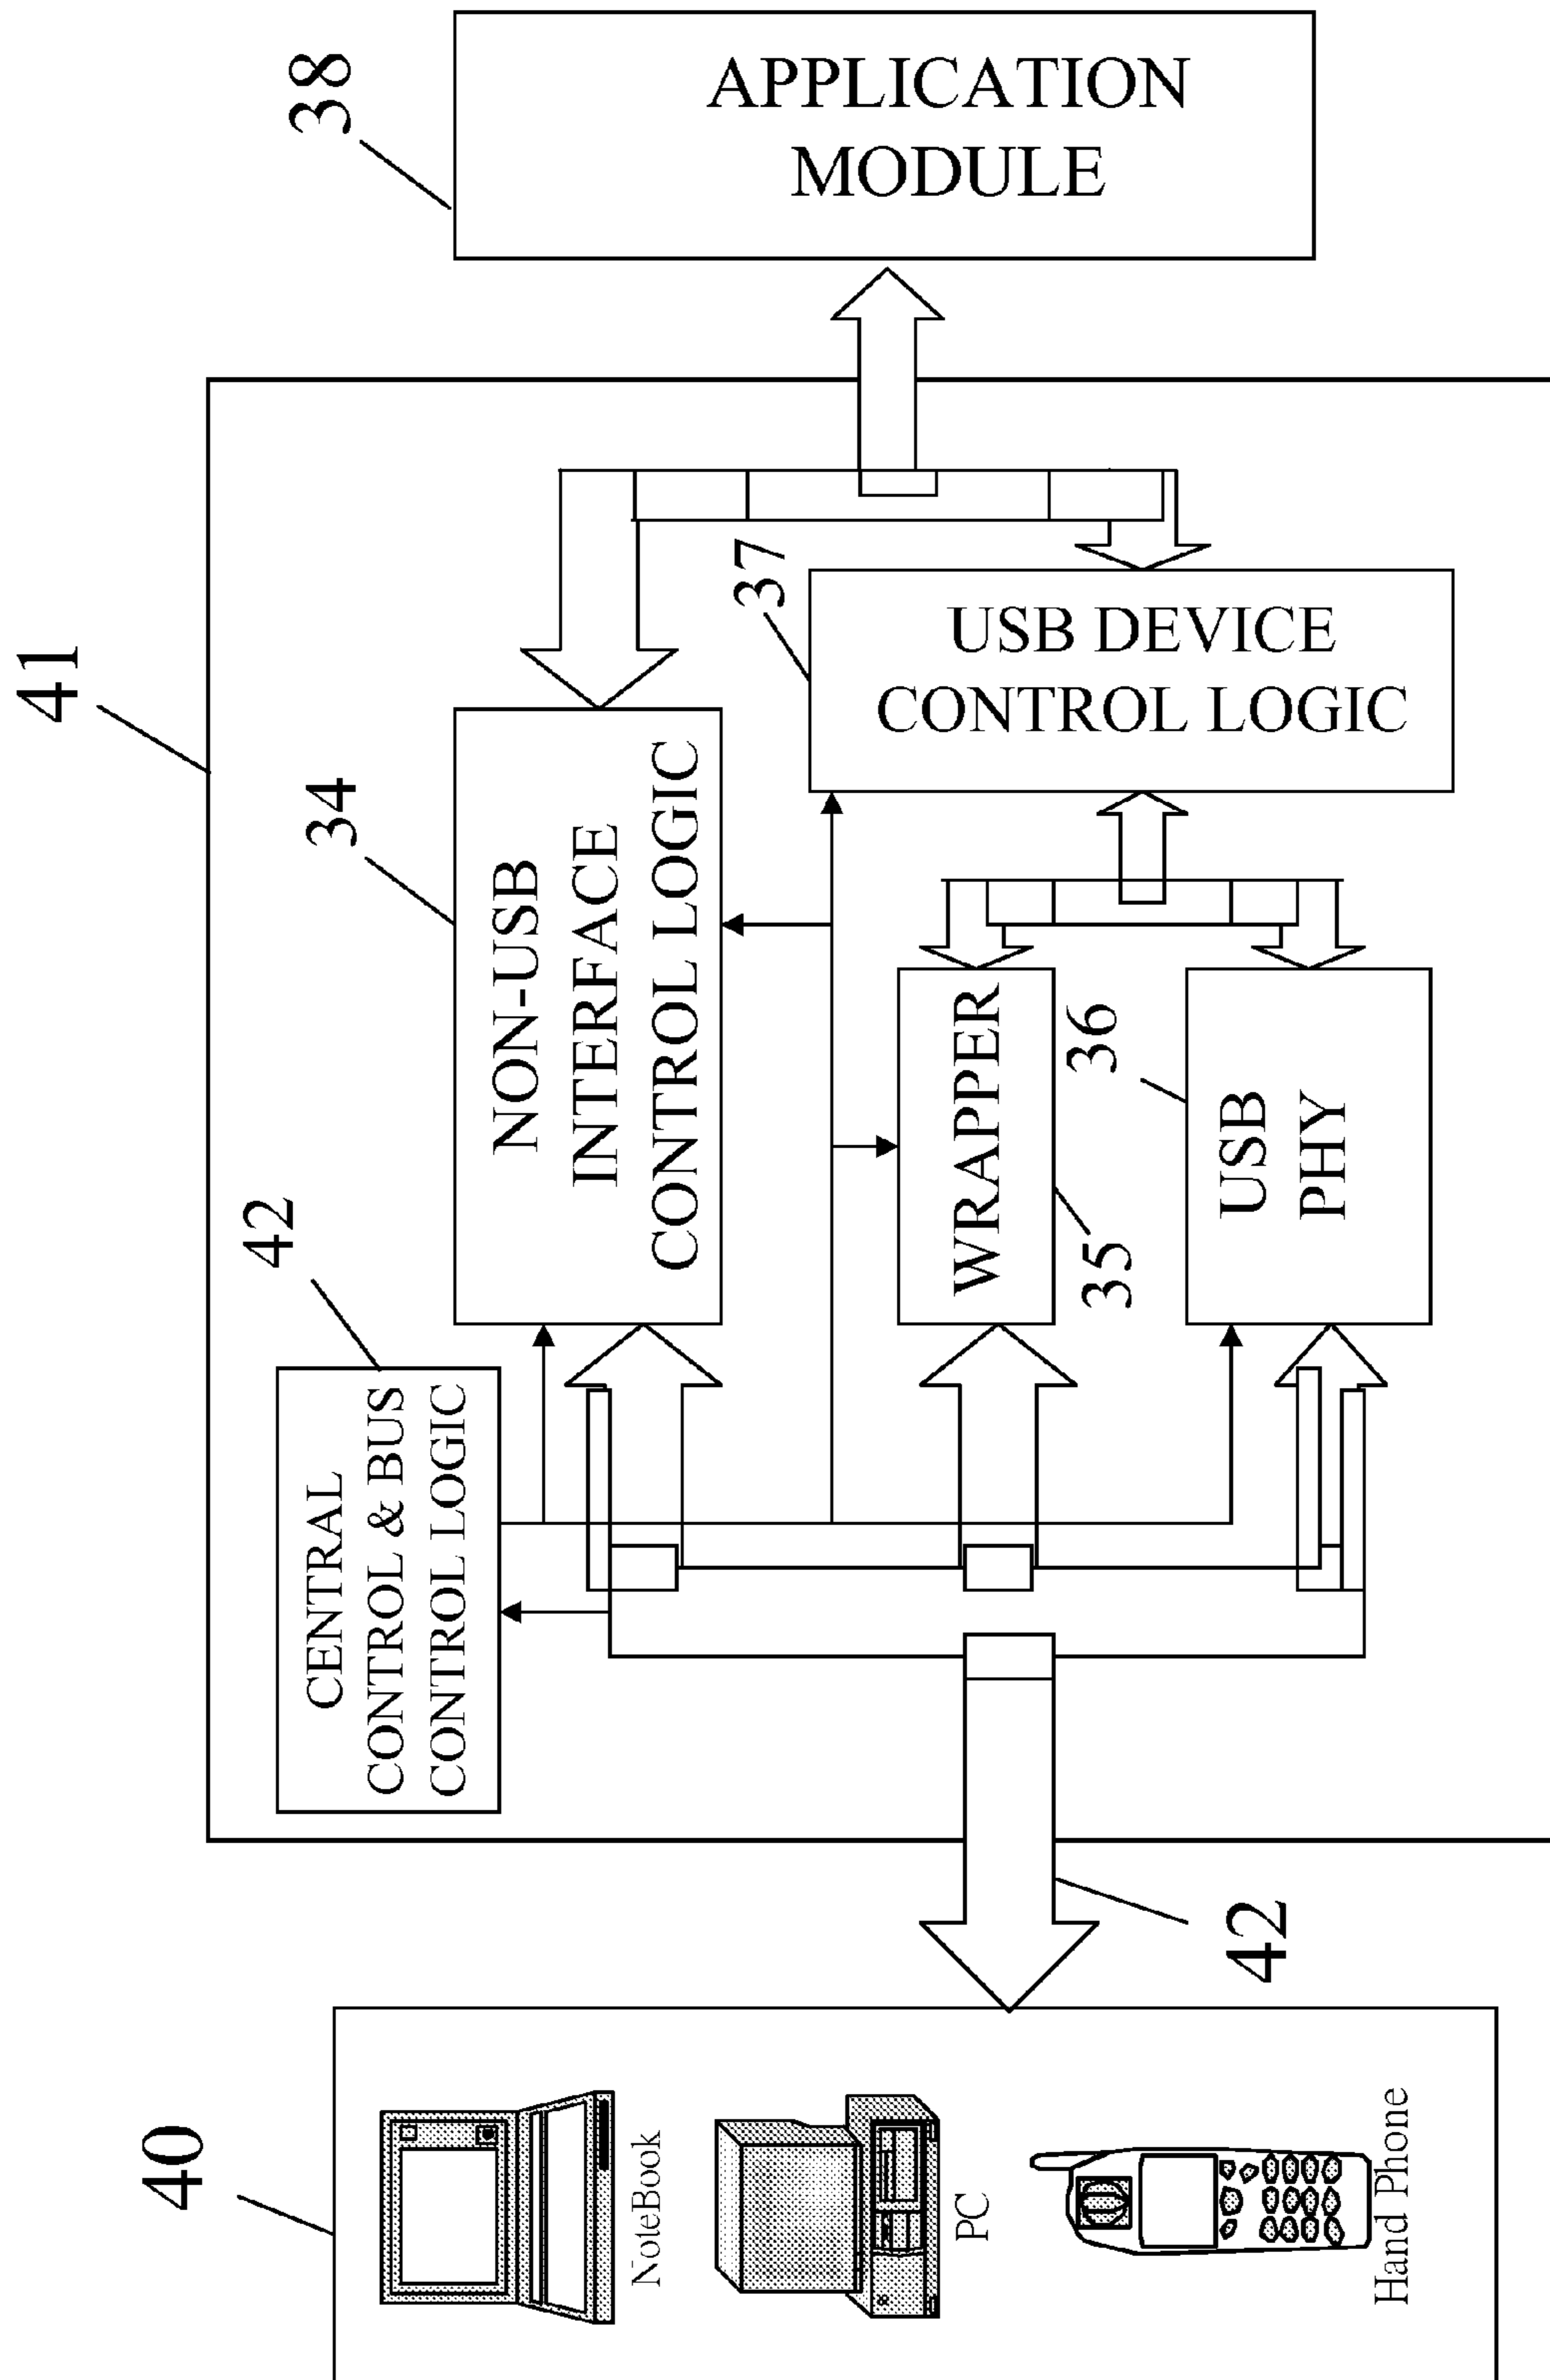 38
APPLICATION
MODULE
41
37
USB DEVICE
CONTROL LOGIC
34
NON-USB
INTERFACE
CONTROL LOGIC
36
USB
PHY
WRAPPER
35
42
CENTRAL
CONTROL & BUS
CONTROL LOGIC
42
40
NoteBook
PC
Hand Phone